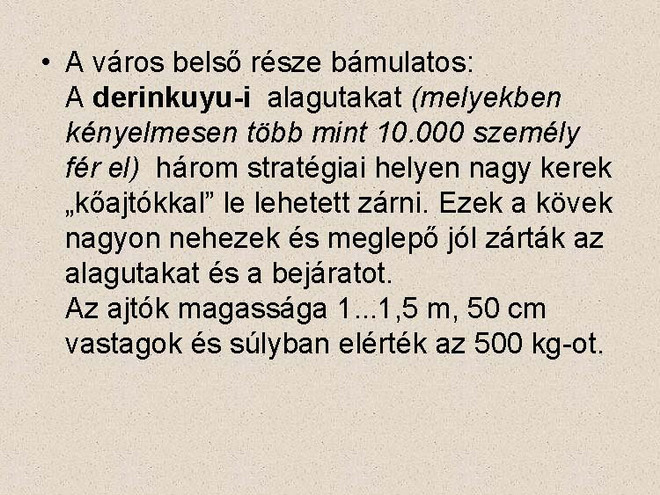 • A város belső része bámulatos:
A derinkuyu-i alagutakat (melyekben
kényelmesen több mint 10.000 személy
fér el) három stratégiai helyen nagy kerek
„kőajtókkal” le lehetett zárni. Ezek a kövek
nagyon nehezek és meglepő jól zárták az
alagutakat és a bejáratot.
Az ajtók magassága 1...1,5 m, 50 cm
vastagok és súlyban elérték az 500 kg-ot.